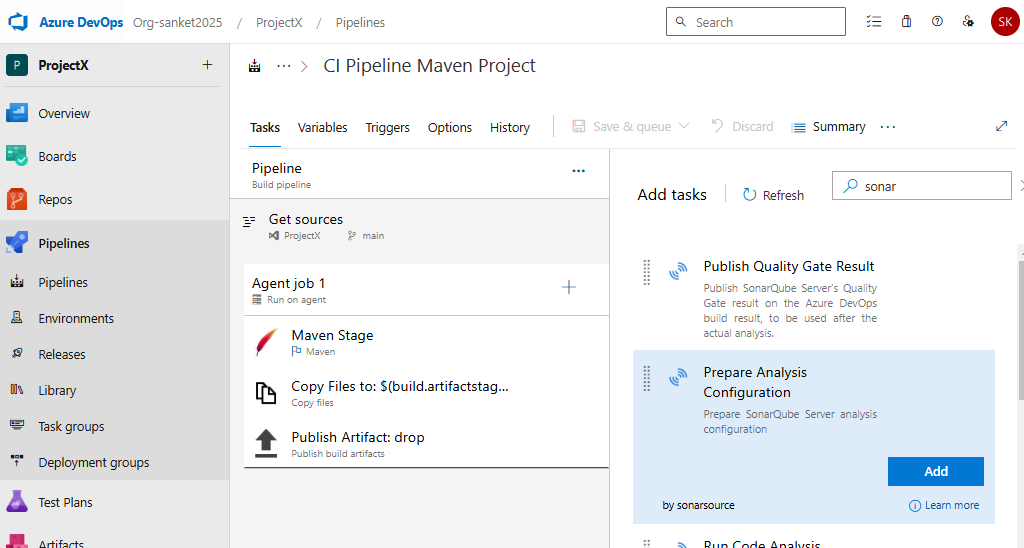 Azure DevOps Org-sanket2025 / ProjectX / Pipelines
Search
SK
P ProjectX +
Overview
Boards
Repos
Pipelines
Pipelines
Environments
Releases
Library
Task groups
Deployment groups
Test Plans
Artifacts
... > CI Pipeline Maven Project
Tasks Variables Triggers Options History Save & queue Discard Summary ...
Pipeline ...
Build pipeline
Get sources
ProjectX main
Agent job 1 +
Run on agent
Maven Stage
Maven
Copy Files to: $(build.artifactstag...
Copy files
Publish Artifact: drop
Publish build artifacts
Add tasks Refresh sonar
Publish Quality Gate Result
Publish SonarQube Server's Quality
Gate result on the Azure DevOps
build result, to be used after the
actual analysis.
Prepare Analysis
Configuration
Prepare SonarQube Server analysis
configuration
Add
by sonarsource Learn more
Run Code Analysis